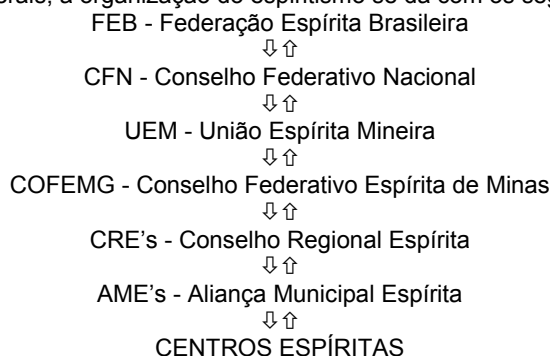 erais, a organização do espiritismo se dá com os seg
FEB - Federação Espírita Brasileira
⇩⇧
CFN - Conselho Federativo Nacional
⇩⇧
UEM - União Espírita Mineira
⇩⇧
COFEMG - Conselho Federativo Espírita de Minas
⇩⇧
CRE's - Conselho Regional Espírita
⇩⇧
AME's - Aliança Municipal Espírita
⇩⇧
CENTROS ESPÍRITAS